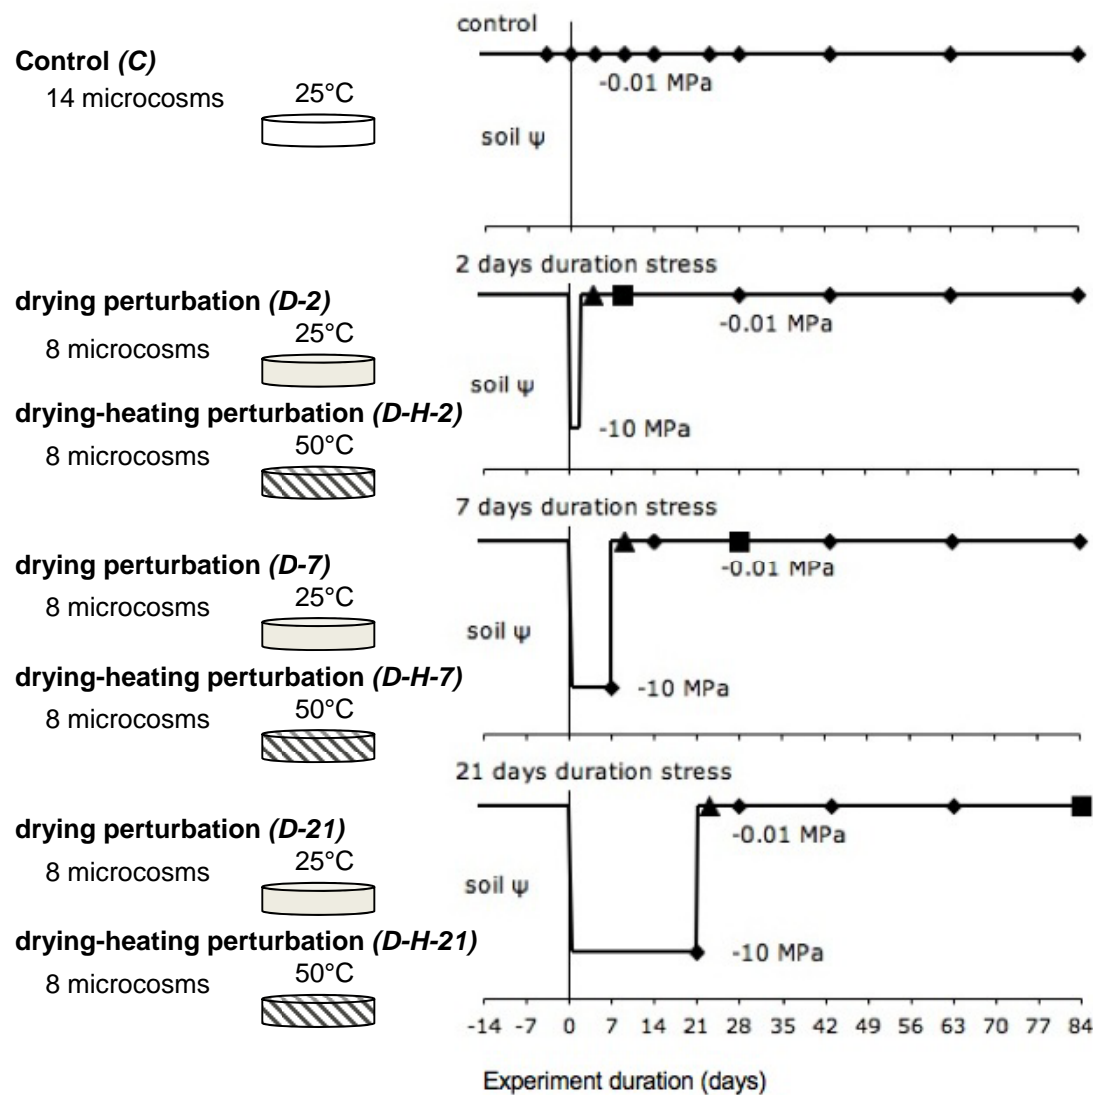 control
Control (C)
14 microcosms
25°C
-0.01 MPa
soil ψ
2 days duration stress
drying perturbation (D-2)
8 microcosms
25°C
-0.01 MPa
soil ψ
drying-heating perturbation (D-H-2)
8 microcosms
50°C
-10 MPa
7 days duration stress
drying perturbation (D-7)
8 microcosms
25°C
-0.01 MPa
soil ψ
drying-heating perturbation (D-H-7)
8 microcosms
50°C
-10 MPa
21 days duration stress
drying perturbation (D-21)
8 microcosms
25°C
-0.01 MPa
soil ψ
drying-heating perturbation (D-H-21)
8 microcosms
50°C
-10 MPa
-14 -7 0 7 14 21 28 35 42 49 56 63 70 77 84
Experiment duration (days)